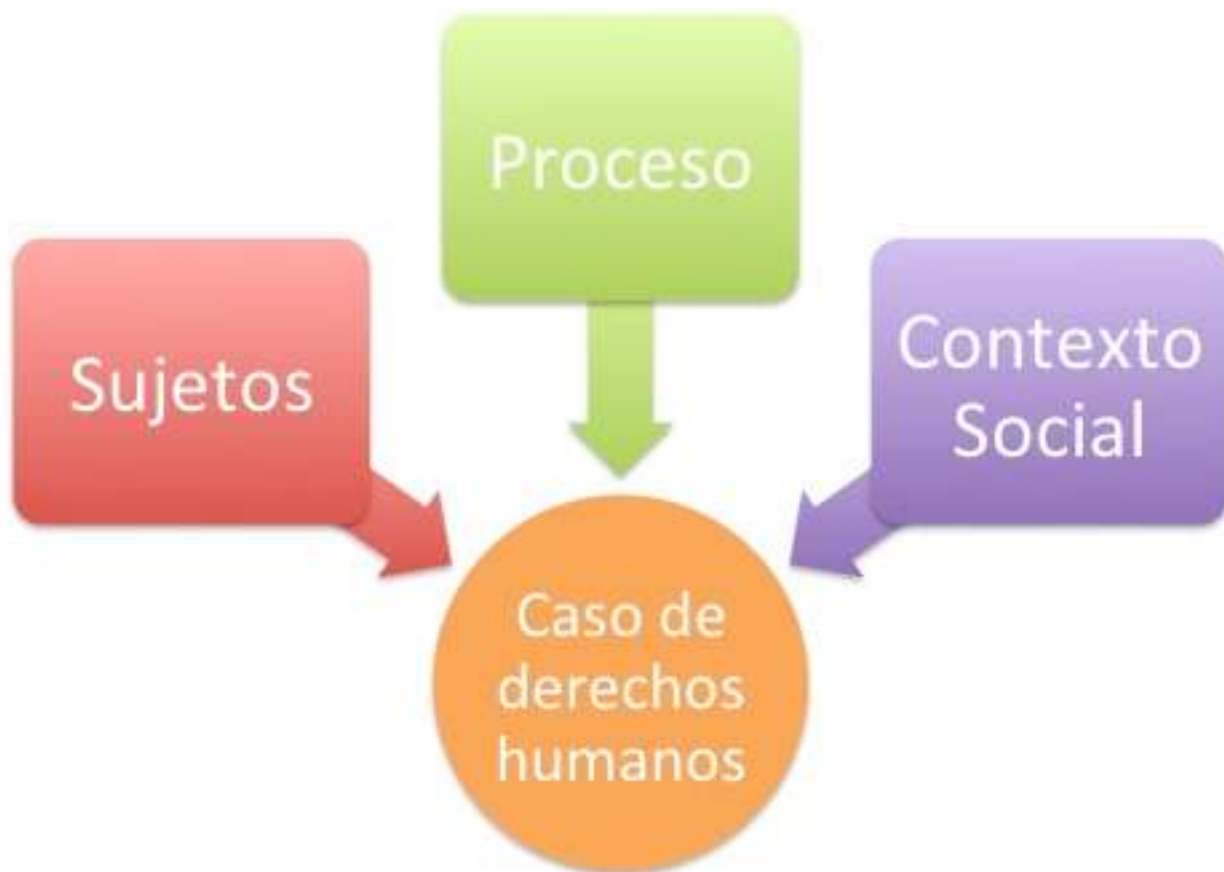 Proceso
Sujetos
Contexto
Social
Caso de
derechos
humanos